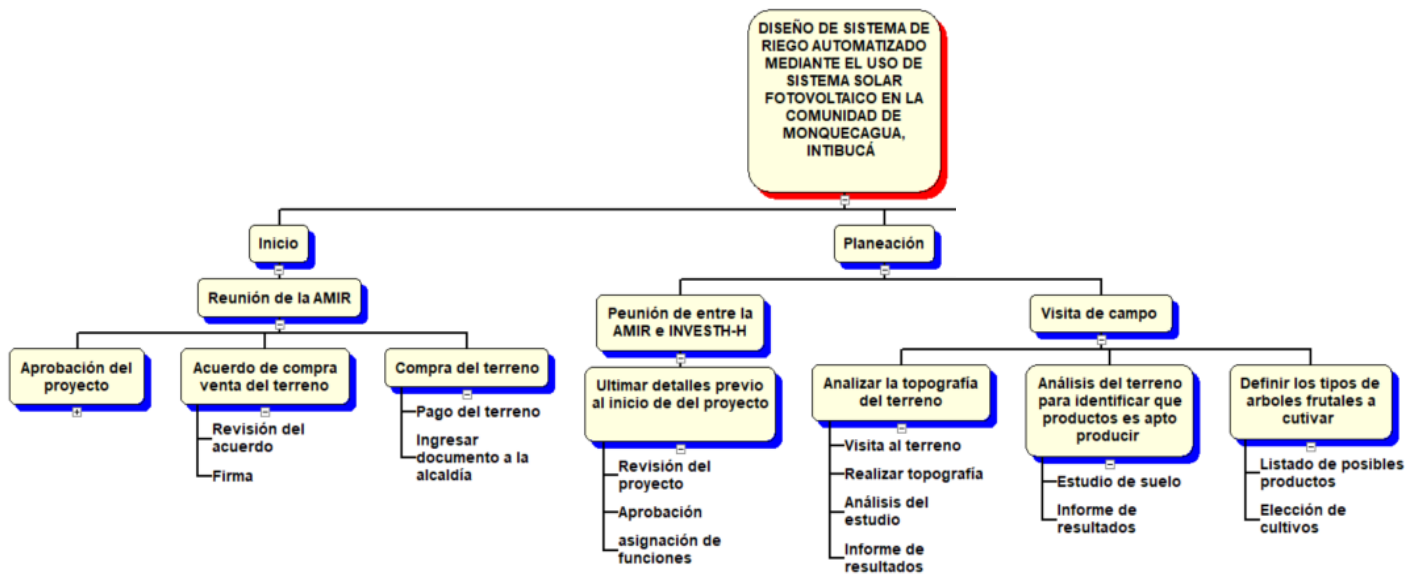 DISEÑO DE SISTEMA DE
RIEGO AUTOMATIZADO
MEDIANTE EL USO DE
SISTEMA SOLAR
FOTOVOLTAICO EN LA
COMUNIDAD DE
MONQUECAGUA,
INTIBUCÁ
Inicio
Planeación
Reunión de la AMIR
Peunión de entre la
AMIR e INVESTH-H
Visita de campo
Aprobación del
proyecto
Acuerdo de compra
venta del terreno
Revisión del
acuerdo
Firma
Compra del terreno
Pago del terreno
Ingresar
documento a la
alcaldía
Ultimar detalles previo
al inicio de del proyecto
Revisión del
proyecto
Aprobación
asignación de
funciones
Analizar la topografía
del terreno
Visita al terreno
Realizar topografía
Análisis del
estudio
Informe de
resultados
Análisis del terreno
para identificar que
productos es apto
producir
Estudio de suelo
Informe de
resultados
Definir los tipos de
arboles frutales a
cutivar
Listado de posibles
productos
Elección de
cultivos